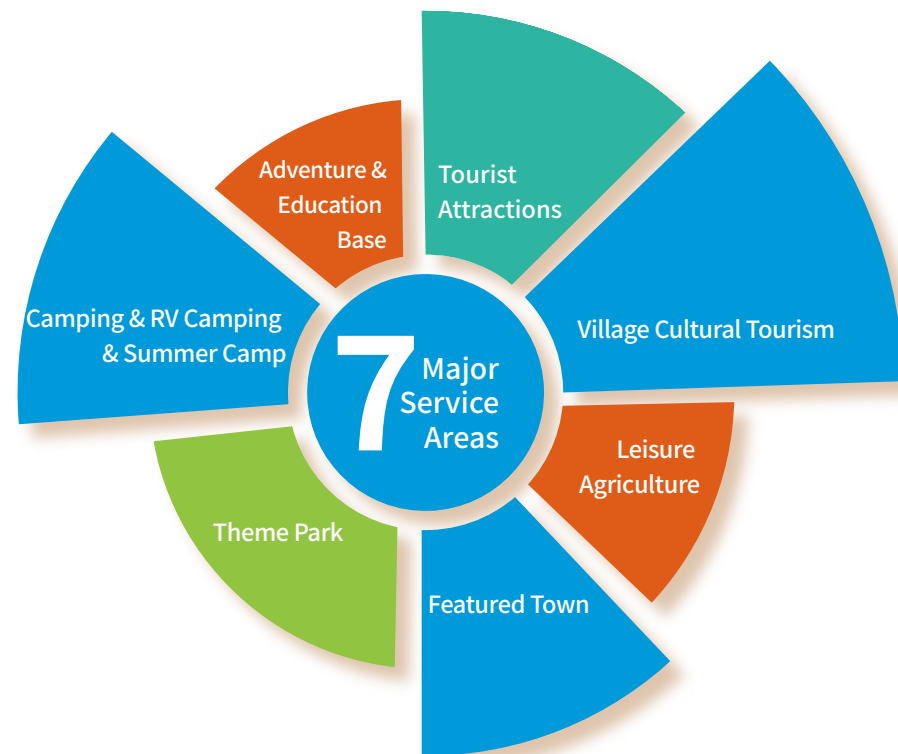 Adventure &
Education
Base
Tourist
Attractions
Village Cultural Tourism
Camping & RV Camping
& Summer Camp
7 Major
Service
Areas
Leisure
Agriculture
Theme Park
Featured Town